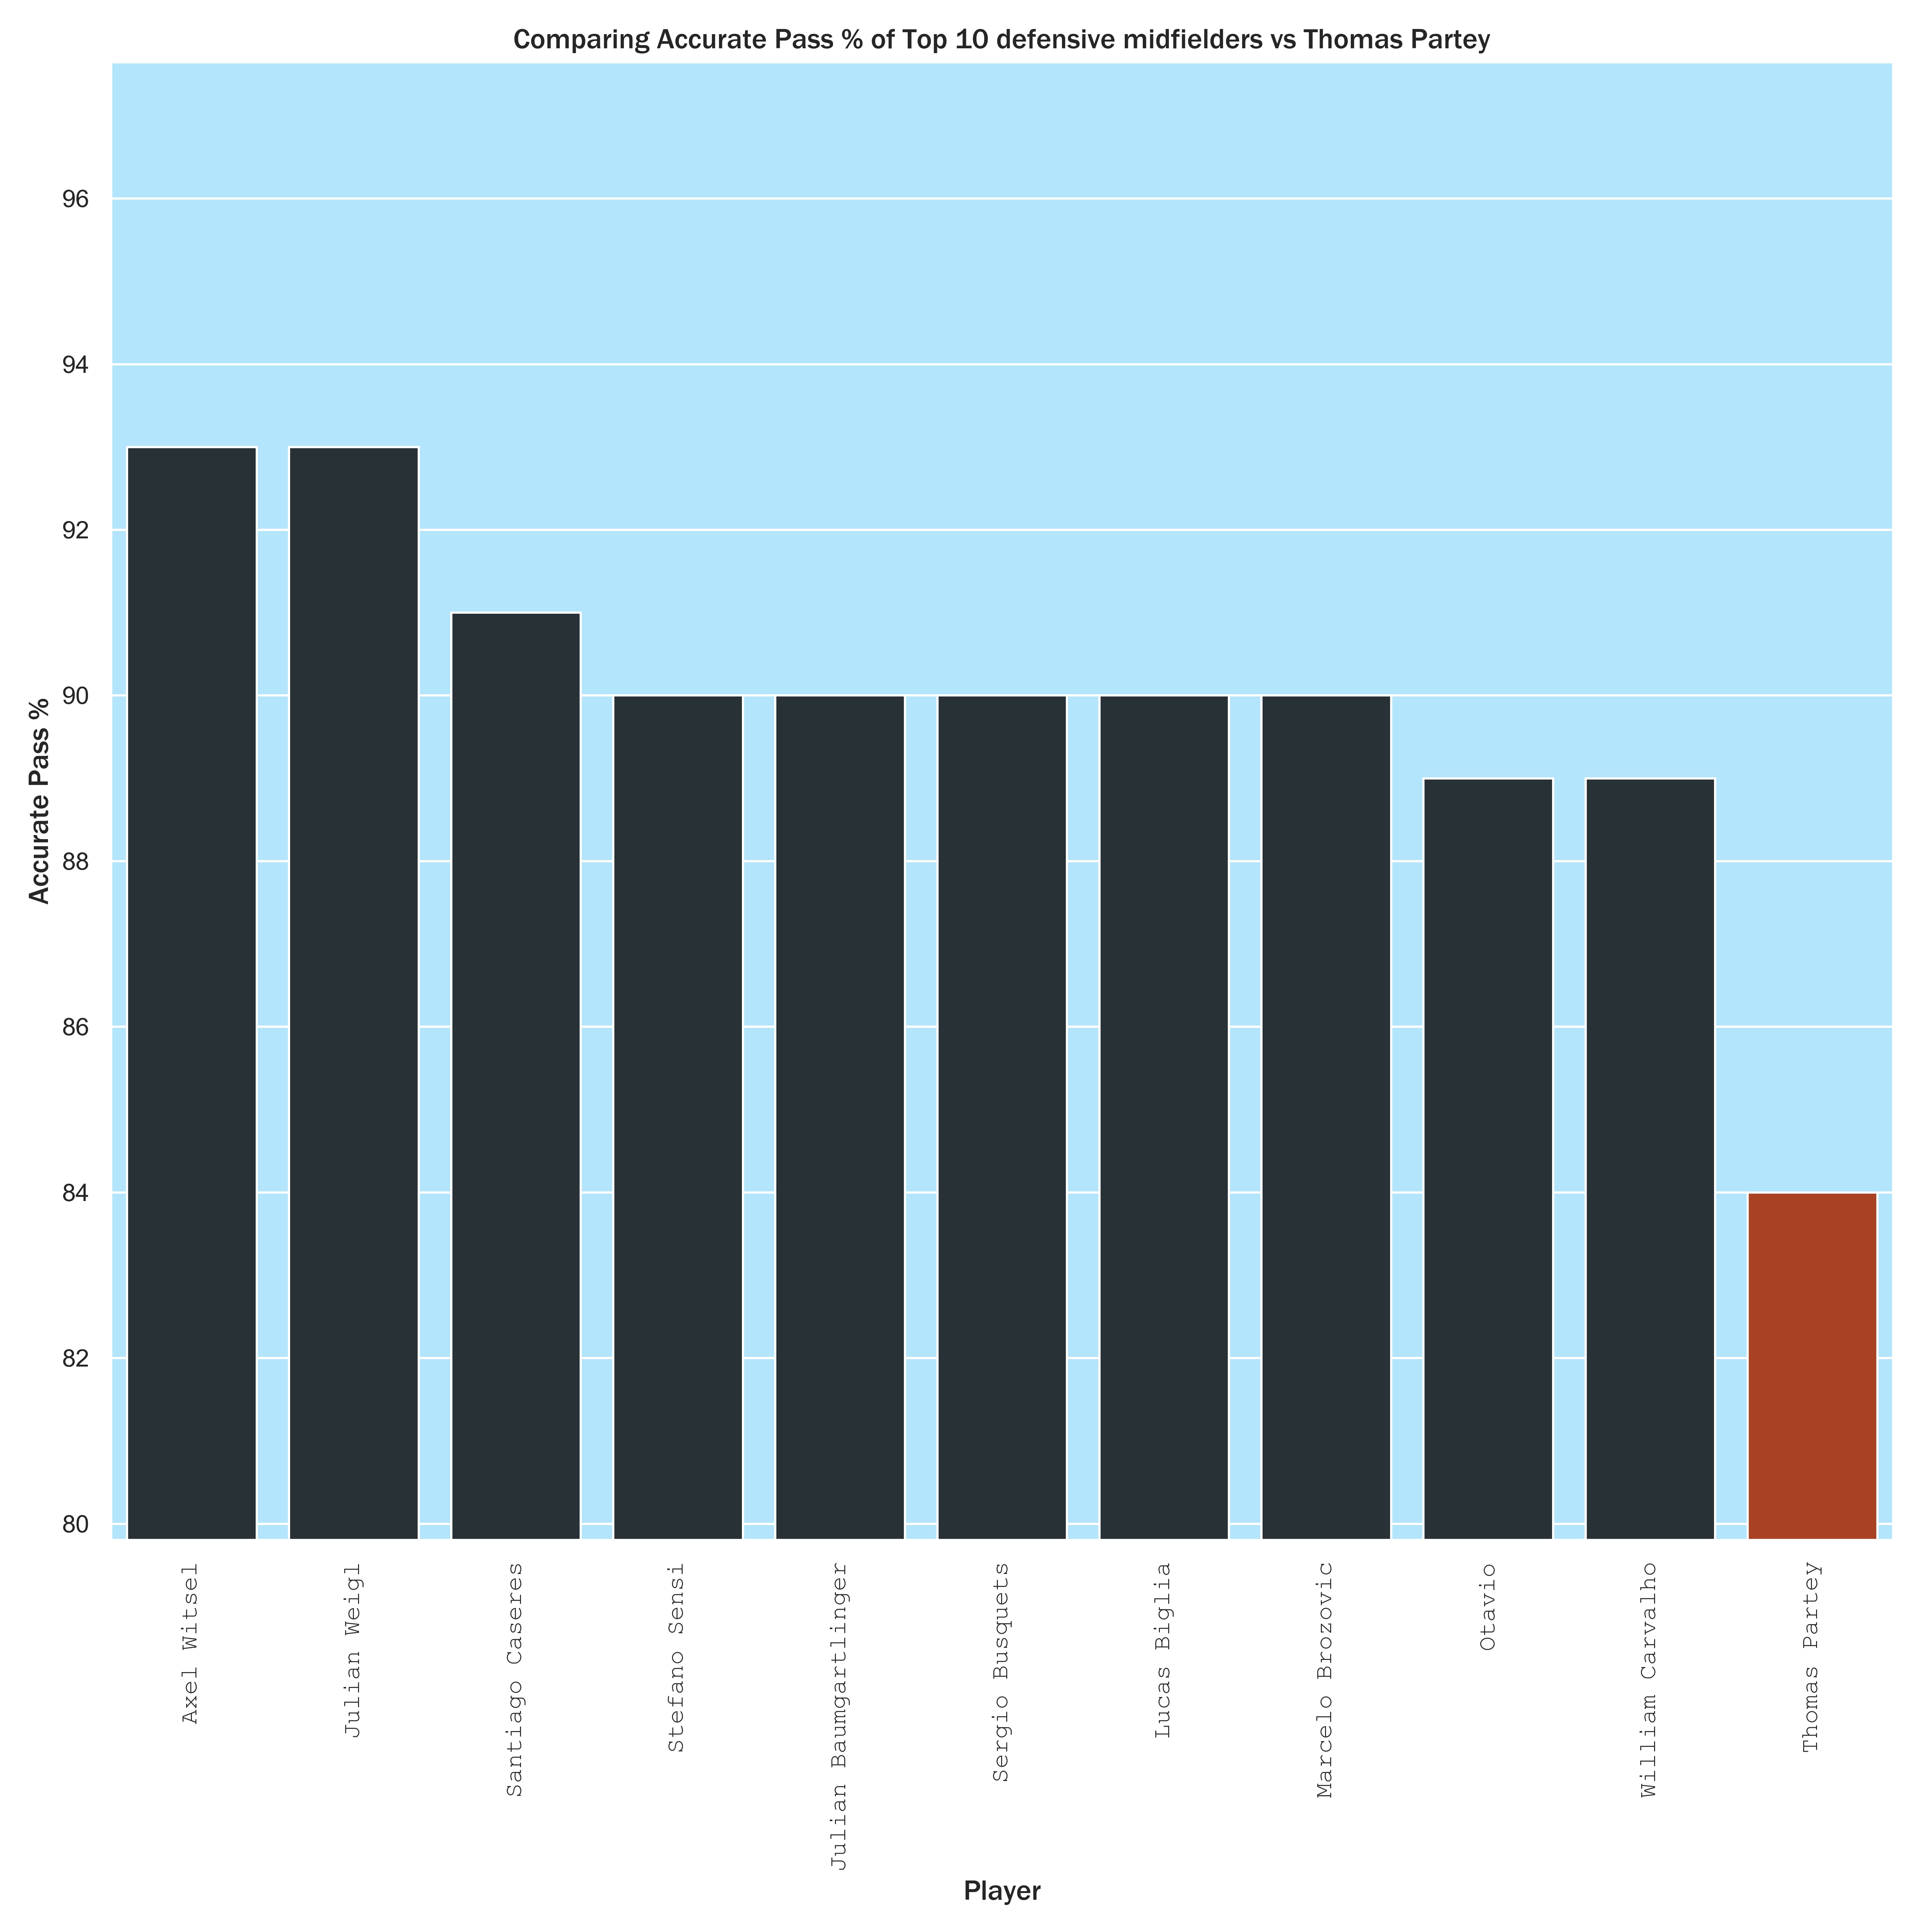 Comparing Accurate Pass % of Top 10 defensive midfielders vs Thomas Partey
Accurate Pass %
96
94
92
90
88
86
84
82
80
Axel Witsel
Julian Weigl
Santiago Caseres
Stefano Sensi
Julian Baumgartlinger
Sergio Busquets
Lucas Biglia
Marcelo Brozovic
Otavio
William Carvalho
Thomas Partey
Player